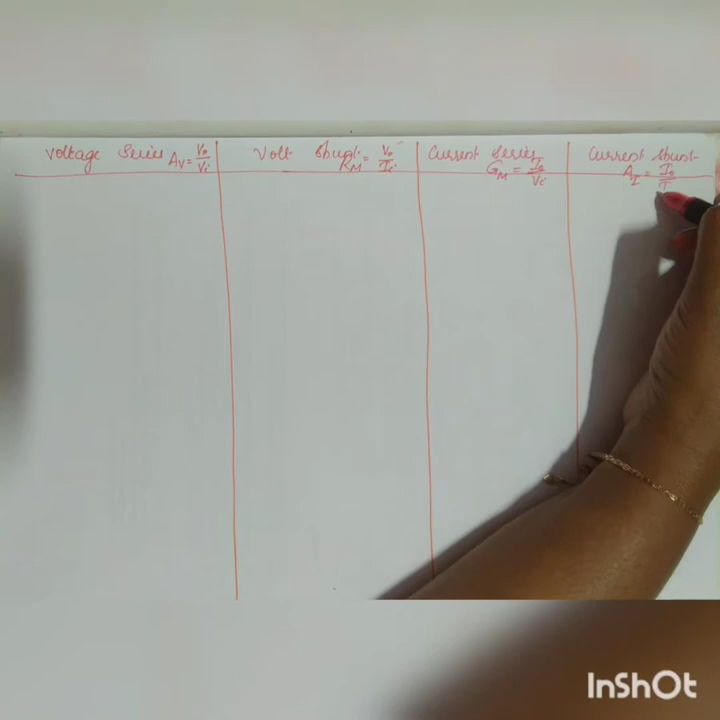 Voltage Series Av = Vo/Vi
Volt Shunt RM = Vo/Ii
Current Series GM = Io/Vi
Current Shunt AI = Io/I
InShOt